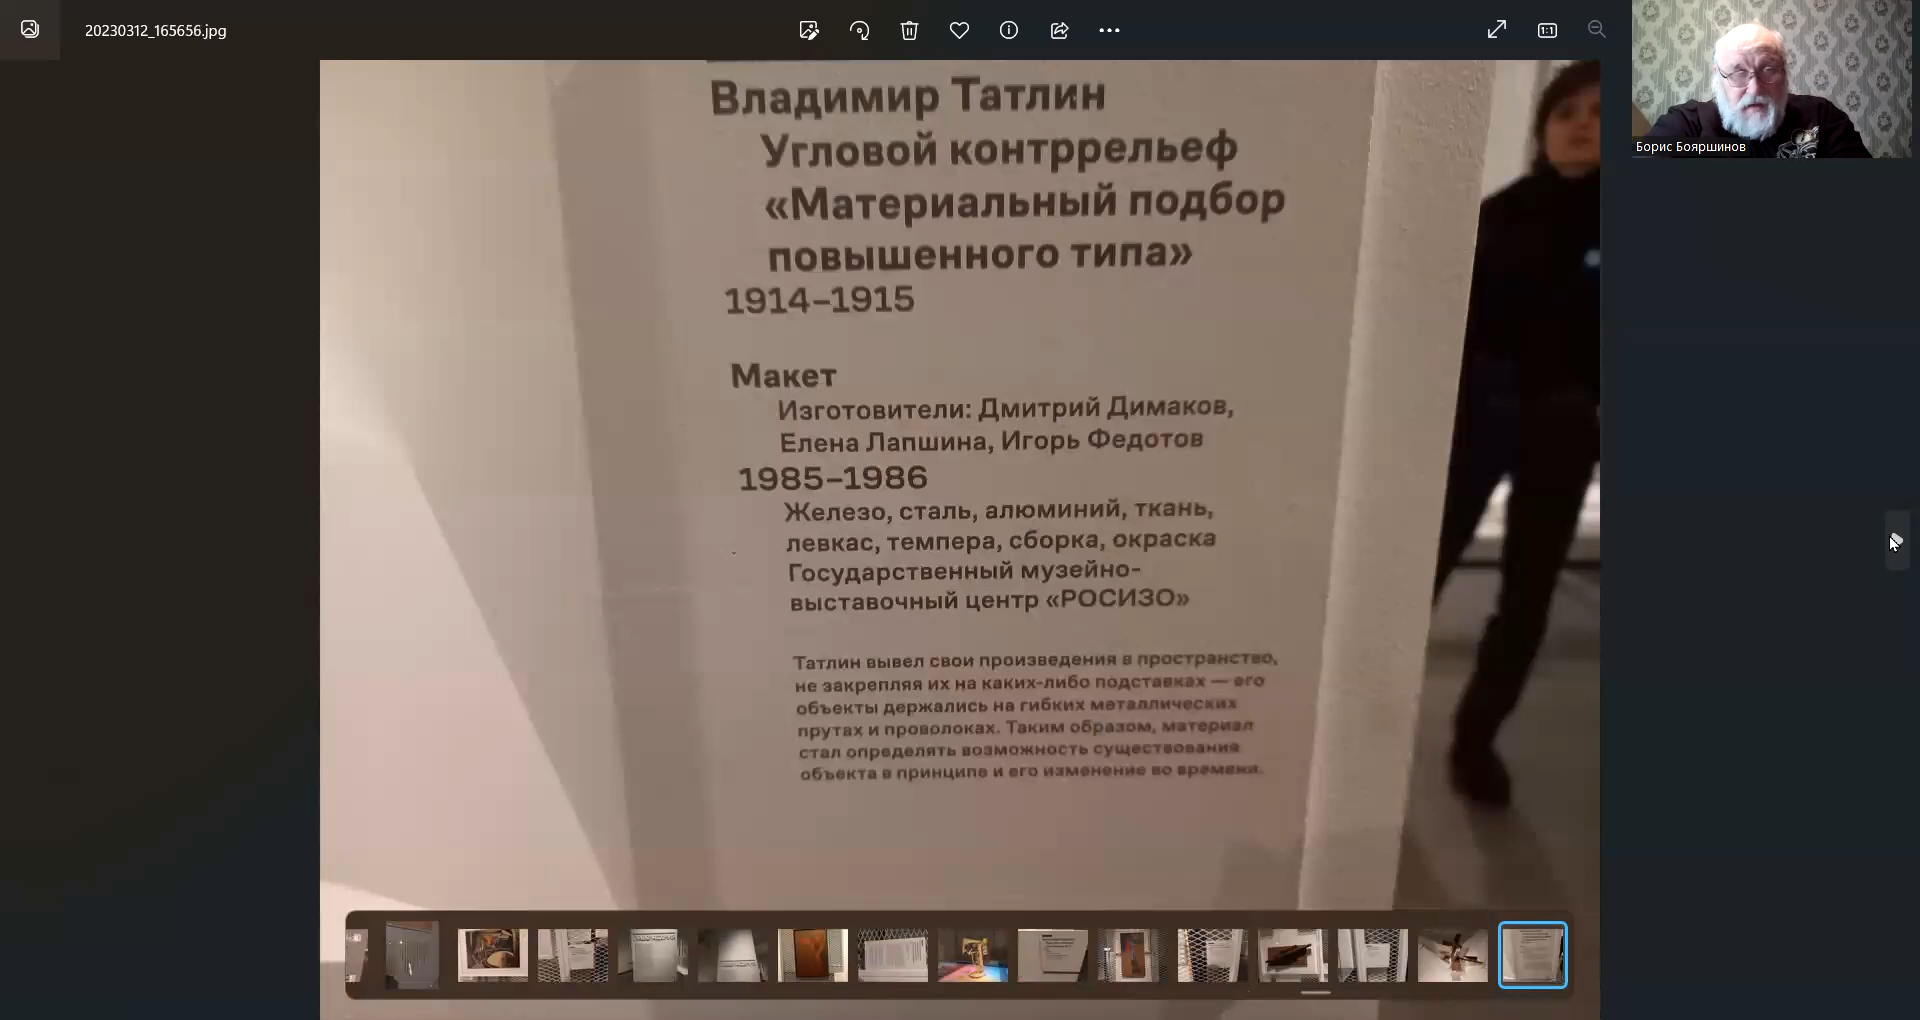 20230312_165656.jpg
1:1
Борис Бояршинов
Владимир Татлин
Угловой контррельеф
«Материальный подбор
повышенного типа»
1914–1915
Макет
Изготовители: Дмитрий Димаков,
Елена Лапшина, Игорь Федотов
1985–1986
Железо, сталь, алюминий, ткань,
левкас, темпера, сборка, окраска
Государственный музейно-
выставочный центр «РОСИЗО»
Татлин вывел свои произведения в пространство,
не закрепляя их на каких-либо подставках — его
объекты держались на гибких металлических
прутах и проволоках. Таким образом, материал
стал определять возможность существования
объекта в принципе и его изменение во времени.